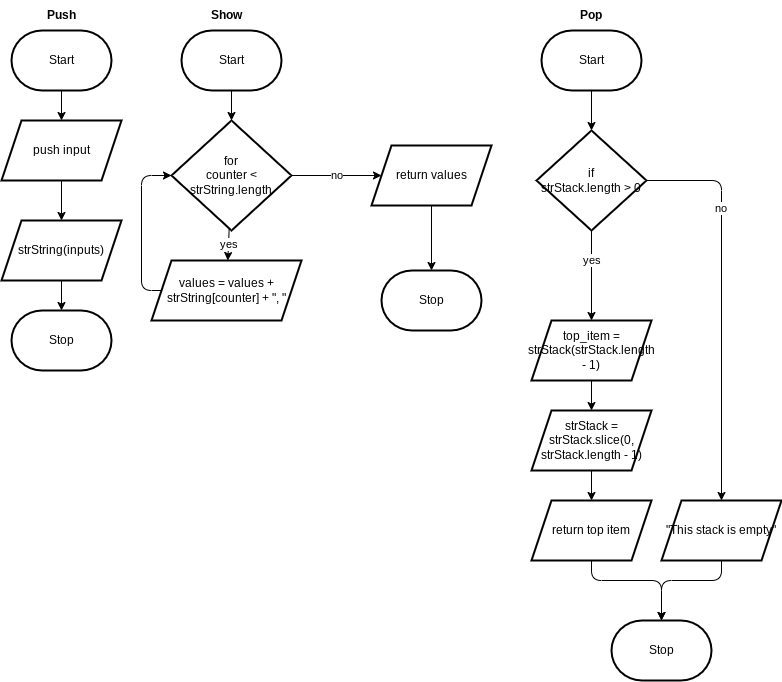 Push
Start
push input
strString(inputs)
Stop
Show
Start
for
counter <
strString.length
no
yes
values = values +
strString[counter] + ", "
return values
Stop
Pop
Start
if
strStack.length > 0
no
yes
top_item =
strStack(strStack.length
- 1)
strStack =
strStack.slice(0,
strStack.length - 1)
return top item
"This stack is empty"
Stop